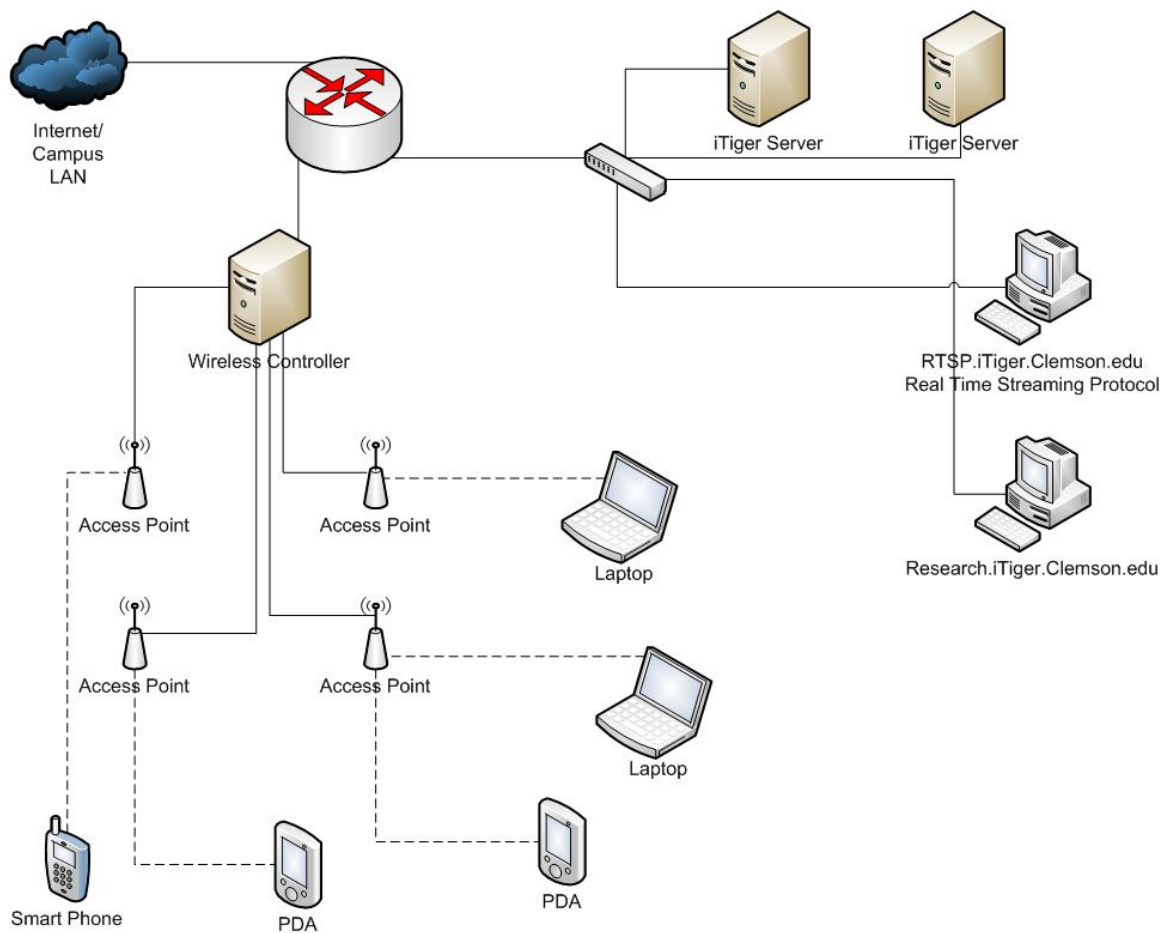 Internet/
Campus
LAN
iTiger Server
iTiger Server
Wireless Controller
RTSP.iTiger.Clemson.edu
Real Time Streaming Protocol
Access Point
Access Point
Laptop
Research.iTiger.Clemson.edu
Access Point
Access Point
Laptop
Smart Phone
PDA
PDA